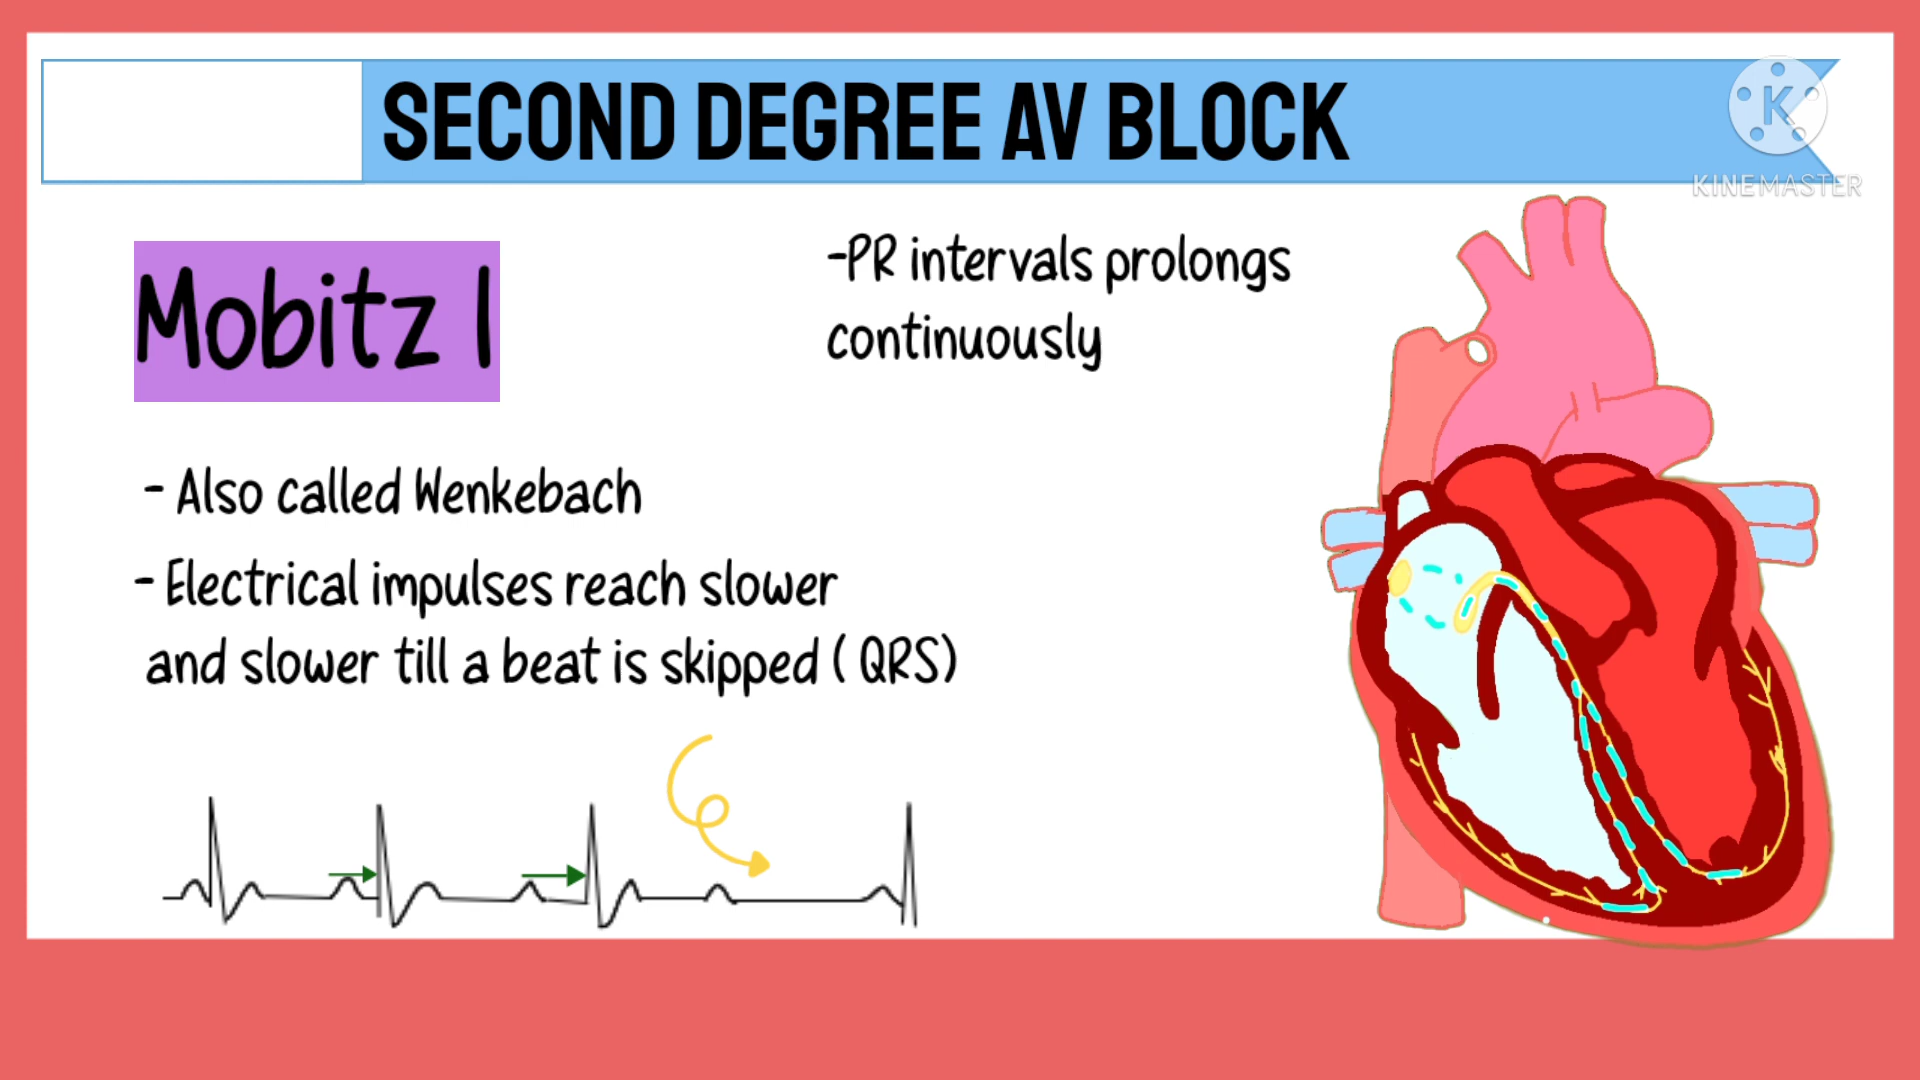 SECOND DEGREE AV BLOCK
K
KINEMASTER
Mobitz I
-PR intervals prolongs
continuously
- Also called Wenkebach
- Electrical impulses reach slower
and slower till a beat is skipped ( QRS)